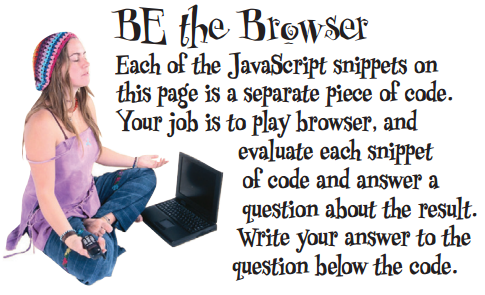 BE the Browser
Each of the JavaScript snippets on
this page is a separate piece of code.
Your job is to play browser, and
evaluate each snippet
of code and answer a
question about the result.
Write your answer to the
question below the code.